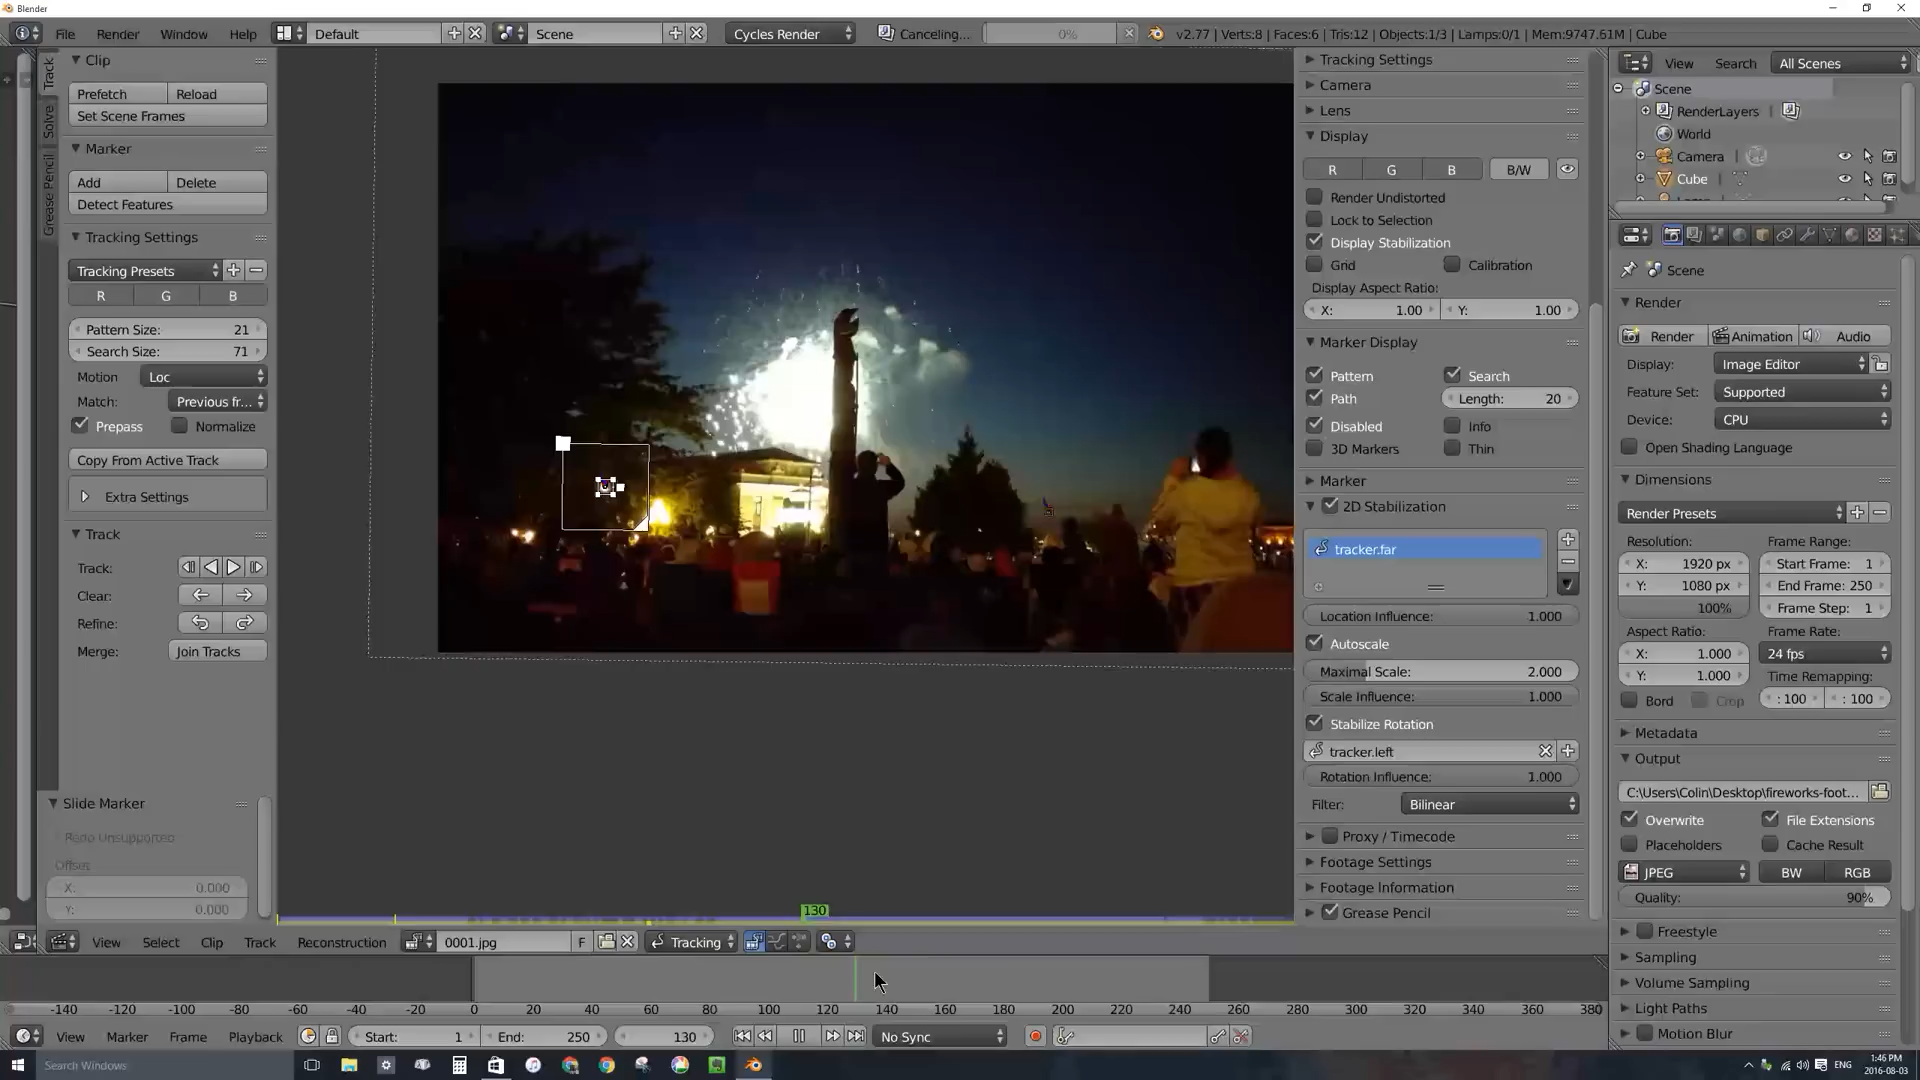 Blender
File Render Window Help Default Scene Cycles Render Canceling... 0% v2.77 | Verts:8 | Faces:6 | Tris:12 | Objects:1/3 | Lamps:0/1 | Mem:9747.61M | Cube
Track
Solve
Grease Pencil
Clip
Prefetch Reload
Set Scene Frames
Marker
Add Delete
Detect Features
Tracking Settings
Tracking Presets
R G B
Pattern Size: 21
Search Size: 71
Motion Loc
Match: Previous fr...
Prepass Normalize
Copy From Active Track
Extra Settings
Track
Track:
Clear:
Refine:
Merge: Join Tracks
Slide Marker
Redo Unsupported
Offset
X: 0.000
Y: 0.000
Tracking Settings
Camera
Lens
Display
R G B B/W
Render Undistorted
Lock to Selection
Display Stabilization
Grid Calibration
Display Aspect Ratio:
X: 1.00 Y: 1.00
Marker Display
Pattern Search
Path Length: 20
Disabled Info
3D Markers Thin
Marker
2D Stabilization
tracker.far
Location Influence: 1.000
Autoscale
Maximal Scale: 2.000
Scale Influence: 1.000
Stabilize Rotation
tracker.left
Rotation Influence: 1.000
Filter: Bilinear
Proxy / Timecode
Footage Settings
Footage Information
Grease Pencil
View Search All Scenes
Scene
RenderLayers
World
Camera
Cube
Scene
Render
Render Animation Audio
Display: Image Editor
Feature Set: Supported
Device: CPU
Open Shading Language
Dimensions
Render Presets
Resolution: Frame Range:
X: 1920 px Start Frame: 1
Y: 1080 px End Frame: 250
100% Frame Step: 1
Aspect Ratio: Frame Rate:
X: 1.000 24 fps
Y: 1.000 Time Remapping:
Bord Crop : 100 : 100
Metadata
Output
C:\Users\Colin\Desktop\fireworks-foot...
Overwrite File Extensions
Placeholders Cache Result
JPEG BW RGB
Quality: 90%
Freestyle
Sampling
Volume Sampling
Light Paths
Motion Blur
130
View Select Clip Track Reconstruction 0001.jpg F Tracking
-140 -120 -100 -80 -60 -40 -20 0 20 40 60 80 100 120 140 160 180 200 220 240 260 280 300 320 340 360 380
View Marker Frame Playback Start: 1 End: 250 130 No Sync
Search Windows
ENG
1:46 PM
2016-08-03